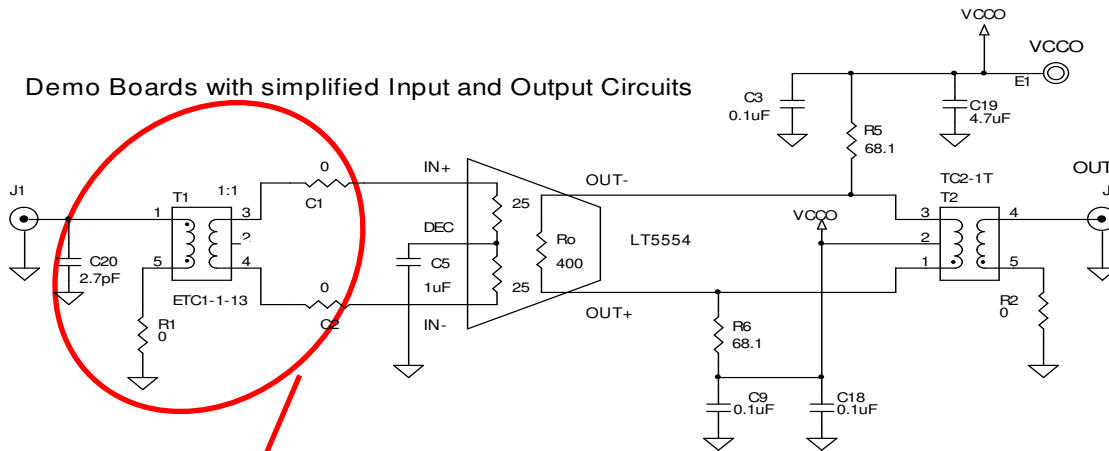 VCCO
VCCO
E1
Demo Boards with simplified Input and Output Circuits
C3
0.1uF
C19
4.7uF
R5
68.1
J1
T1
1:1
0
C1
IN+
OUT-
TC2-1T
T2
OUT
J
1
3
2
5
4
C20
2.7pF
ETC1-1-13
R1
0
0
C2
DEC
C5
1uF
IN-
25
25
Ro
400
LT5554
OUT+
VCCO
3
2
1
4
5
R2
0
R6
68.1
C9
0.1uF
C18
0.1uF